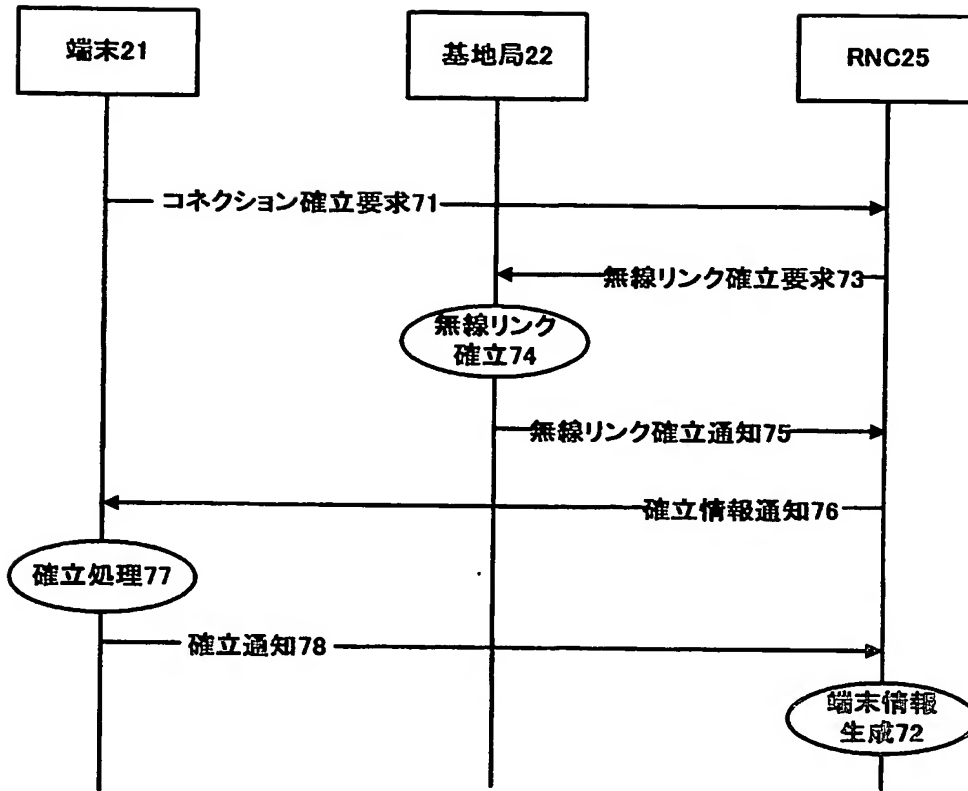 端末21
基地局22
RNC25
コネクション確立要求71
無線リンク確立要求73
無線リンク
確立74
無線リンク確立通知75
確立情報通知76
確立処理77
確立通知78
端末情報
生成72